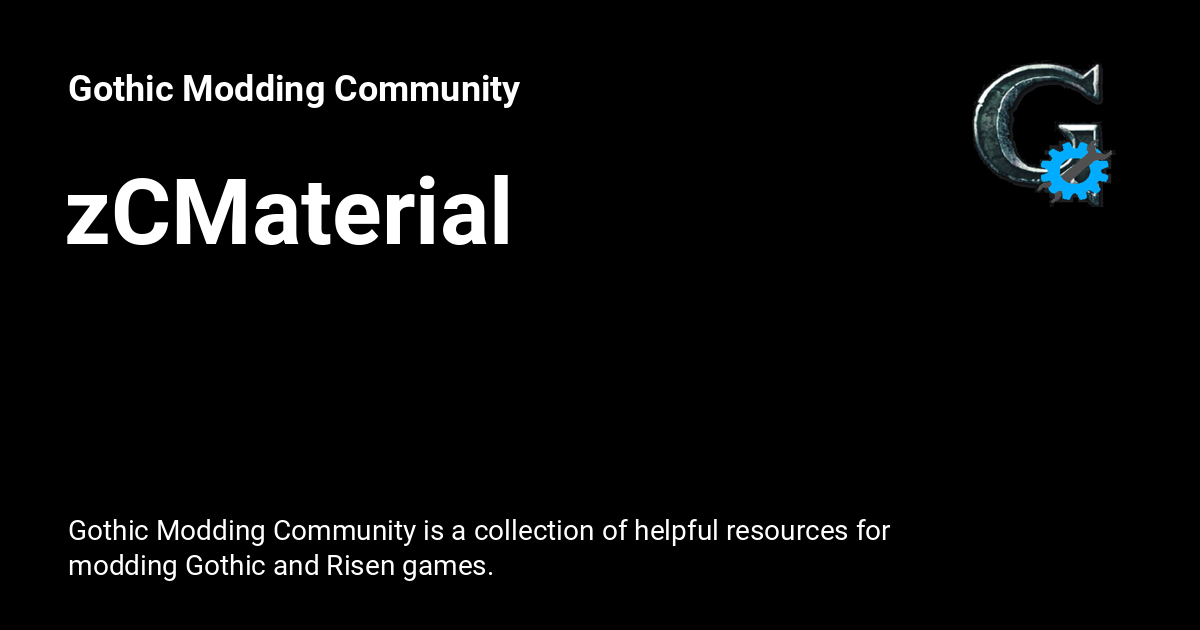 Gothic Modding Community
zCMaterial
Gothic Modding Community is a collection of helpful resources for
modding Gothic and Risen games.